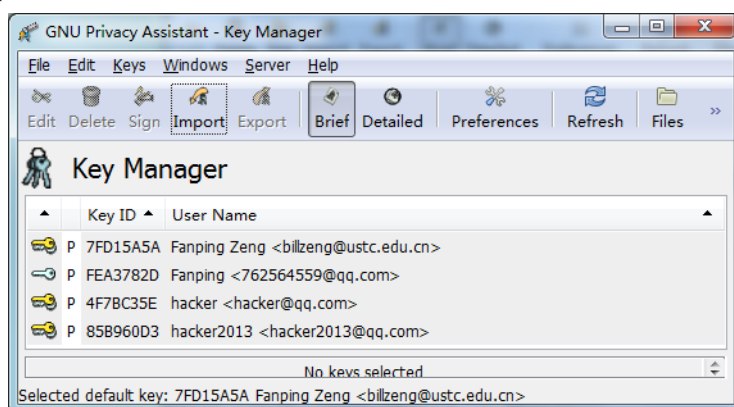 GNU Privacy Assistant - Key Manager
File Edit Keys Windows Server Help
Edit Delete Sign Import Export Brief Detailed Preferences Refresh Files »
Key Manager
Key ID User Name
P 7FD15A5A Fanping Zeng <billzeng@ustc.edu.cn>
P FEA3782D Fanping <762564559@qq.com>
P 4F7BC35E hacker <hacker@qq.com>
P 85B960D3 hacker2013 <hacker2013@qq.com>
No keys selected
Selected default key: 7FD15A5A Fanping Zeng <billzeng@ustc.edu.cn>